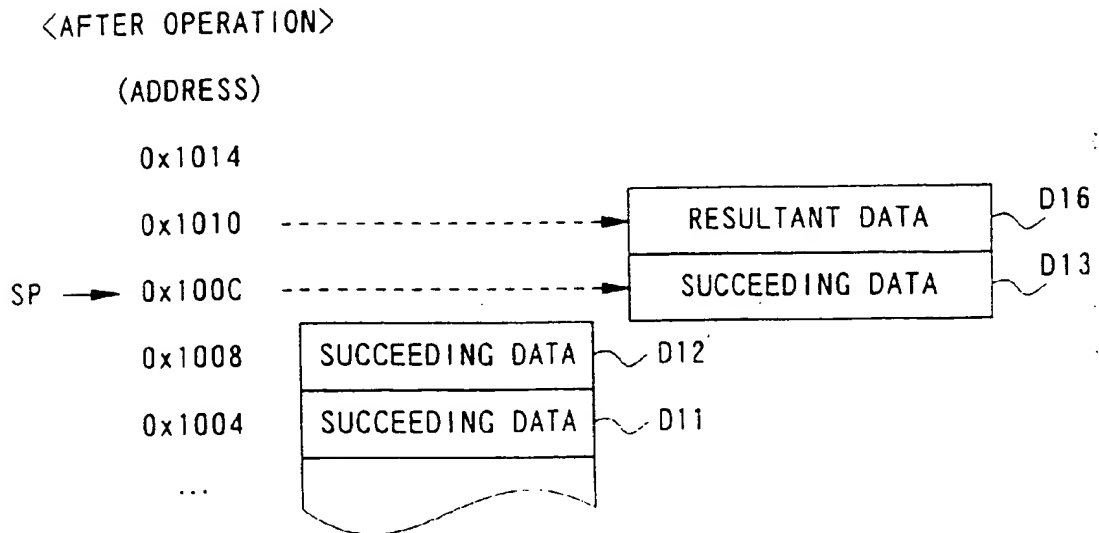 <AFTER OPERATION>
(ADDRESS)
0x1014
0x1010 RESULTANT DATA D16
SP 0x100C SUCCEEDING DATA D13
0x1008 SUCCEEDING DATA D12
0x1004 SUCCEEDING DATA D11
...